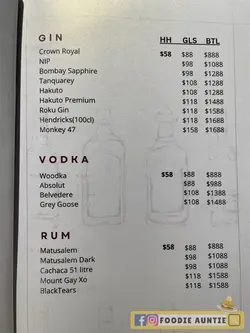 GIN HH GLS BTL
Crown Royal $58 $88 $888
NIP $98 $1088
Bombay Sapphire $108 $1288
Tanquarey $108 $1288
Hakuto $108 $1288
Hakuto Premium $118 $1488
Roku Gin $118 $1588
Hendricks(100cl) $118 $1688
Monkey 47 $158 $1688
VODKA
Woodka $58 $88 $888
Absolut $88 $988
Belvedere $108 $1388
Grey Goose $108 $1488
RUM
Matusalem $58 $88 $888
Matusalem Dark $98 $1088
Cachaca 51 litre $98 $1088
Mount Gay Xo $118 $1588
BlackTears $118 $1588
FOODIE AUNTIE